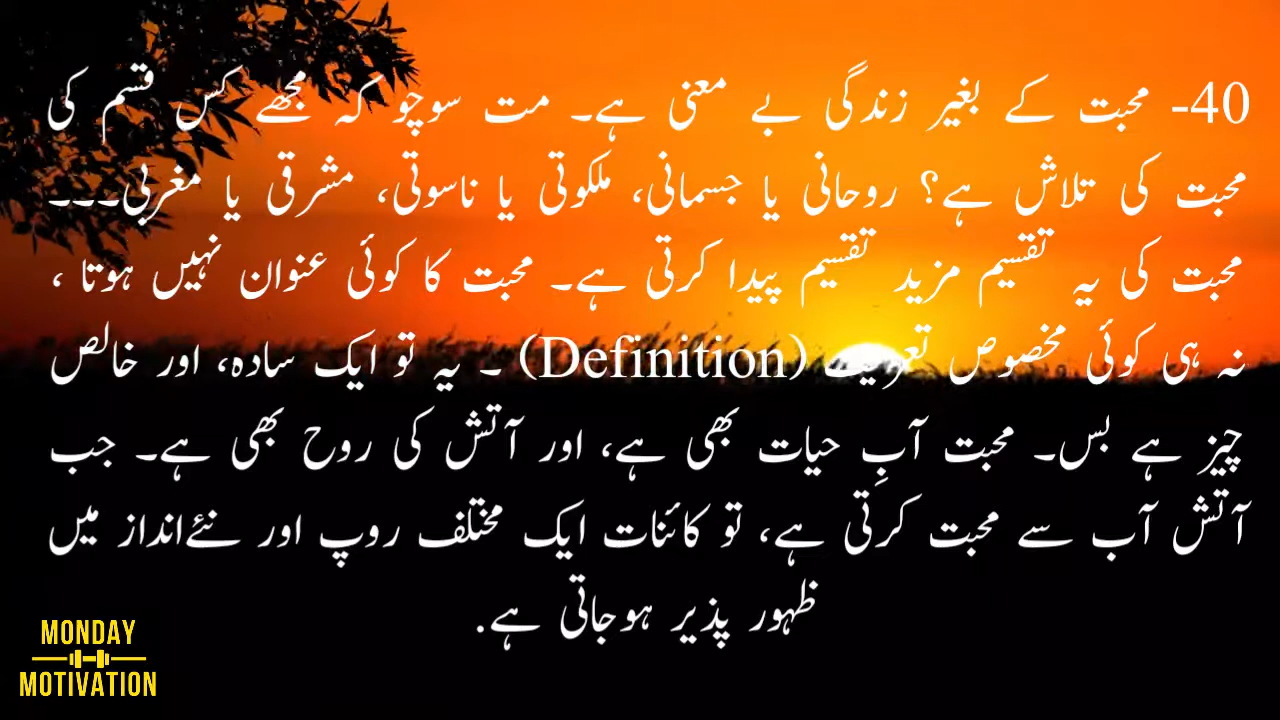 40- محبت کے بغیر زندگی بے معنی ہے۔ مت سوچو کہ مجھے کس قسم کی
محبت کی تلاش ہے؟ روحانی یا جسمانی، ملکوتی یا ناسوتی، مشرقی یا مغربی۔۔۔
محبت کی یہ تقسیم مزید تقسیم پیدا کرتی ہے۔ محبت کا کوئی عنوان نہیں ہوتا ،
نہ ہی کوئی مخصوص تعریف (Definition) ۔ یہ تو ایک سادہ، اور خالص
چیز ہے بس۔ محبت آبِ حیات بھی ہے، اور آتش کی روح بھی ہے۔ جب
آتش آب سے محبت کرتی ہے، تو کائنات ایک مختلف روپ اور نئےانداز میں
ظہور پذیر ہوجاتی ہے.
MONDAY
MOTIVATION